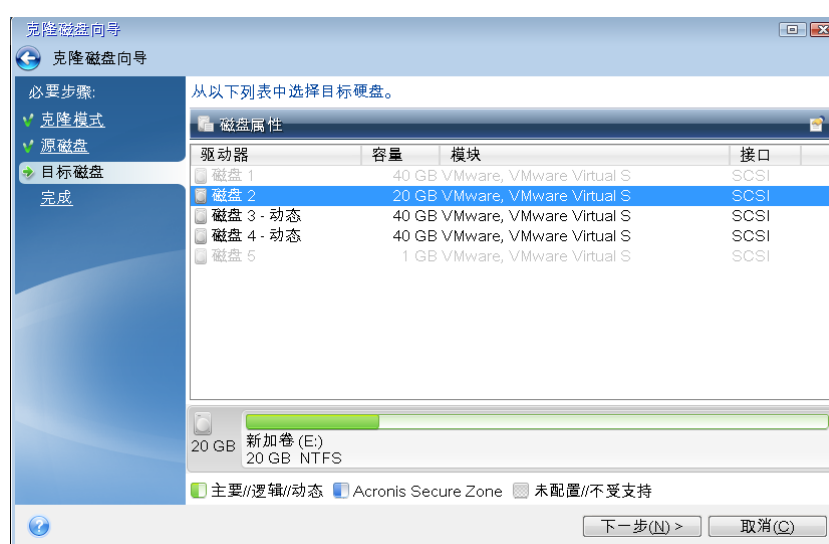 克隆磁盘向导
克隆磁盘向导
必要步骤:
克隆模式
源磁盘
目标磁盘
完成
从以下列表中选择目标硬盘。
磁盘属性
驱动器 容量 模块 接口
磁盘 1 40 GB VMware, VMware Virtual S SCSI
磁盘 2 20 GB VMware, VMware Virtual S SCSI
磁盘 3 - 动态 40 GB VMware, VMware Virtual S SCSI
磁盘 4 - 动态 40 GB VMware, VMware Virtual S SCSI
磁盘 5 1 GB VMware, VMware Virtual S SCSI
20 GB
新加卷 (E:)
20 GB NTFS
主要//逻辑//动态 Acronis Secure Zone 未配置//不受支持
下一步(N) > 取消(C)